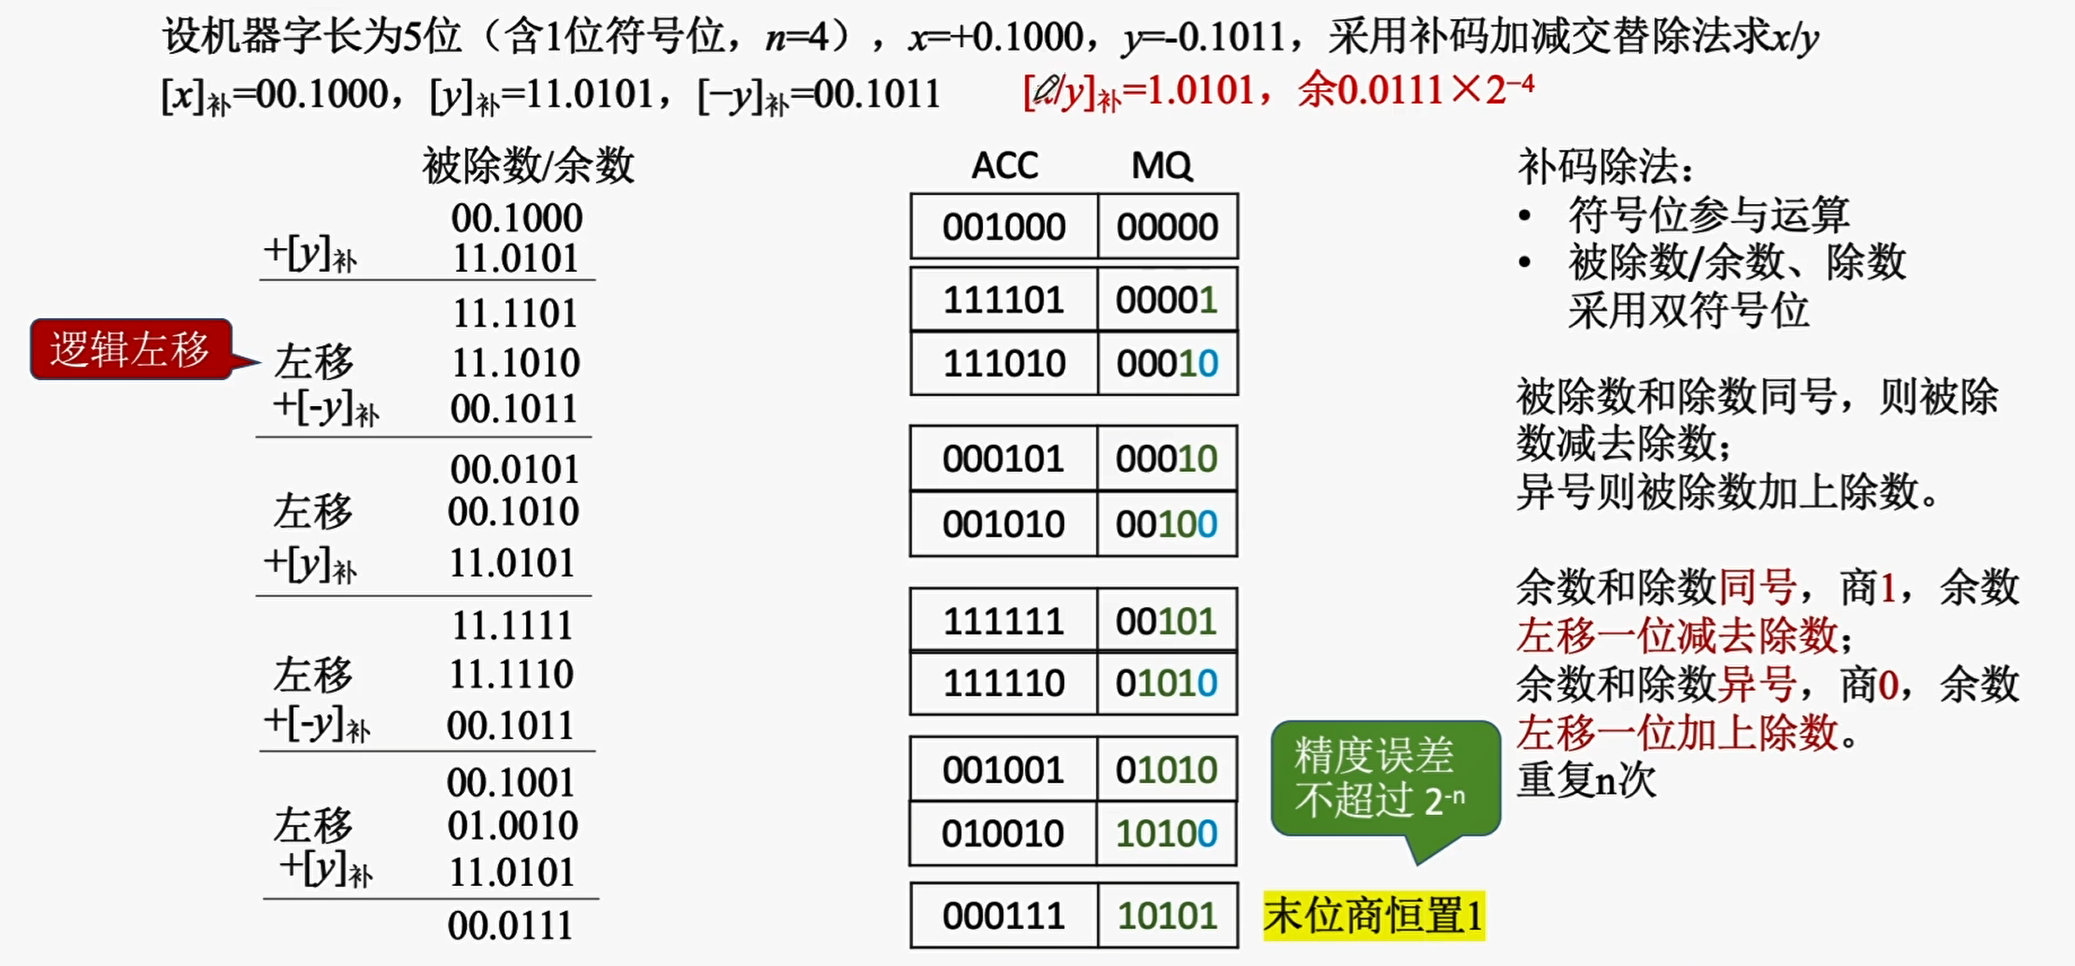 设机器字长为5位（含1位符号位，n=4），x=+0.1000，y=-0.1011，采用补码加减交替除法求x/y
[x]补=00.1000，[y]补=11.0101，[−y]补=00.1011 [/y]补=1.0101，余0.0111×2⁻⁴
被除数/余数
00.1000
+[y]补 11.0101
11.1101
逻辑左移
左移 11.1010
+[-y]补 00.1011
00.0101
左移 00.1010
+[y]补 11.0101
11.1111
左移 11.1110
+[-y]补 00.1011
00.1001
左移 01.0010
+[y]补 11.0101
00.0111
ACC MQ
001000 00000
111101 00001
111010 00010
000101 00010
001010 00100
111111 00101
111110 01010
001001 01010
010010 10100
000111 10101
精度误差
不超过 2⁻ⁿ
末位商恒置1
补码除法：
• 符号位参与运算
• 被除数/余数、除数
采用双符号位
被除数和除数同号，则被除
数减去除数；
异号则被除数加上除数。
余数和除数同号，商1，余数
左移一位减去除数；
余数和除数异号，商0，余数
左移一位加上除数。
重复n次